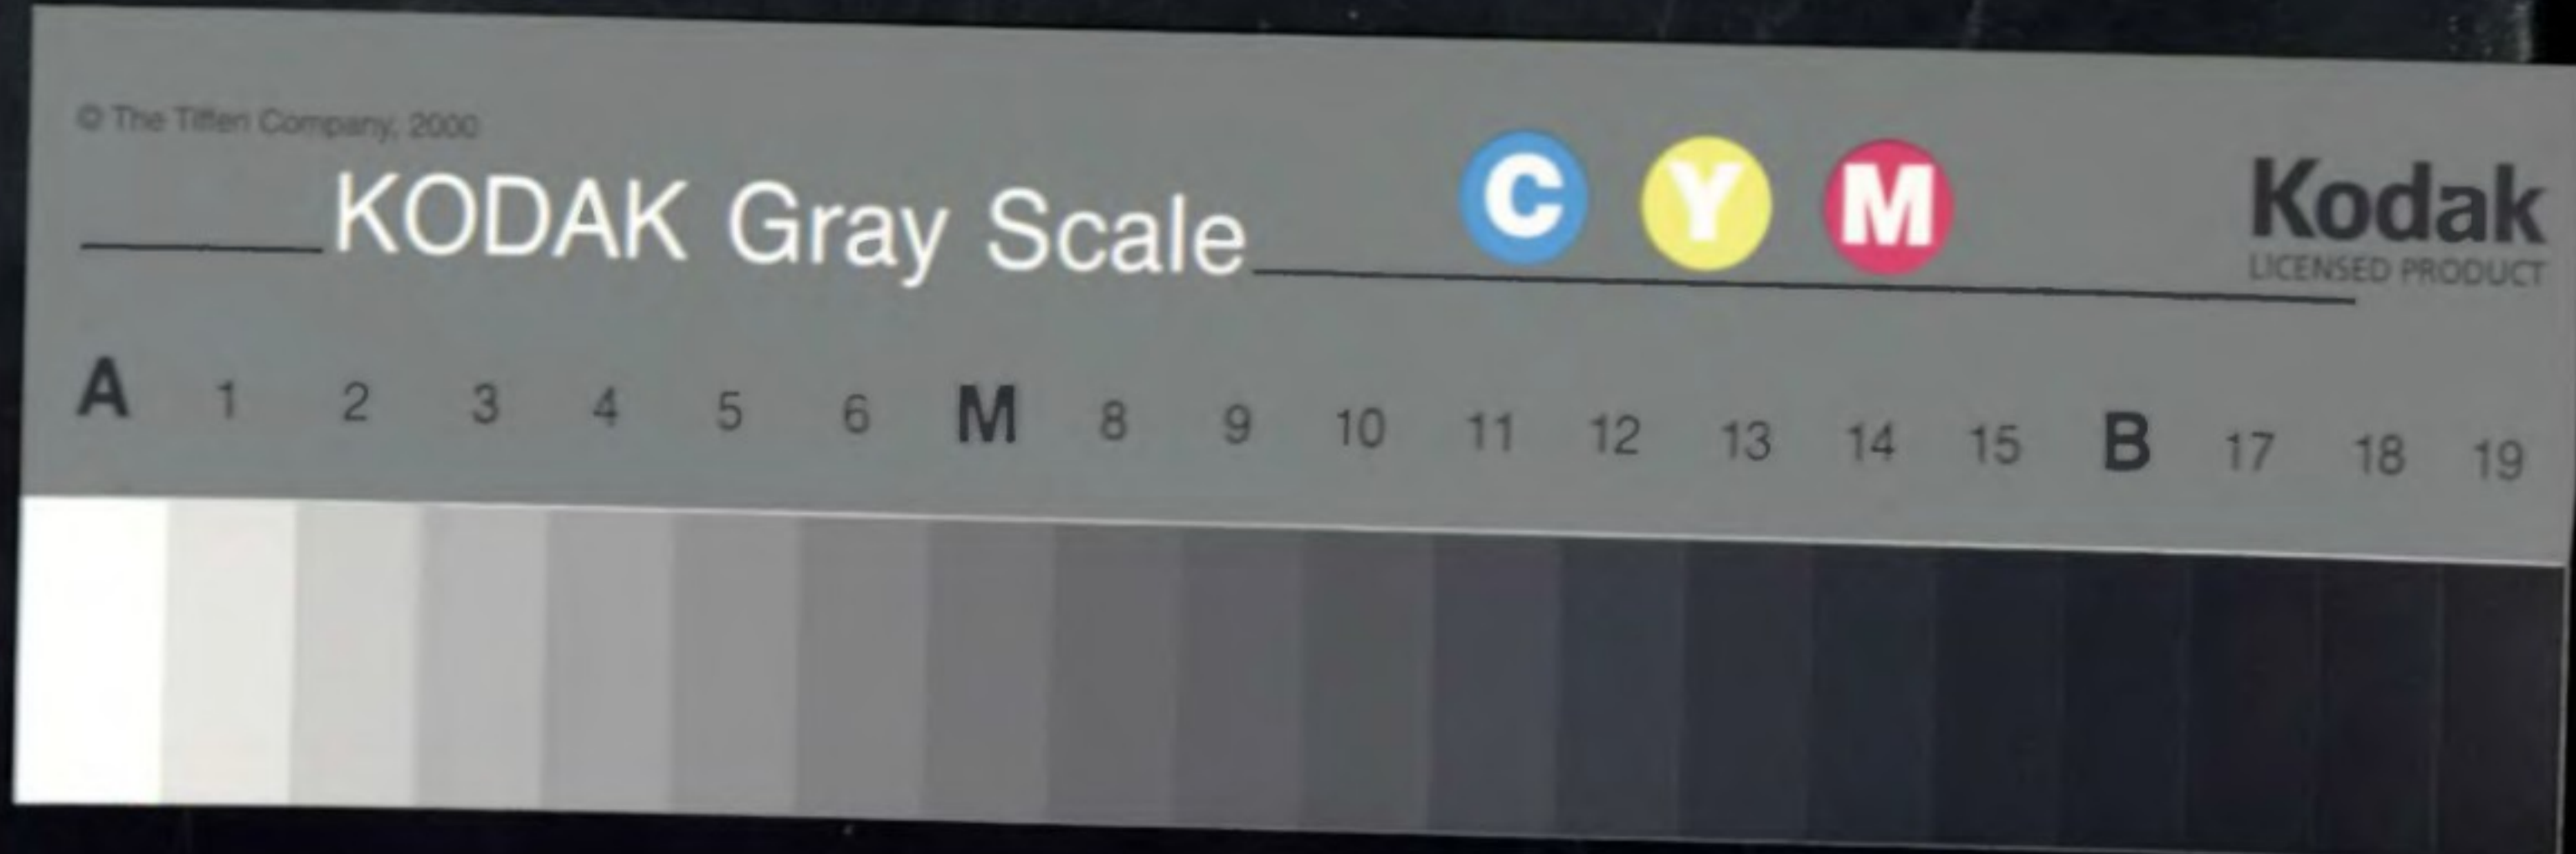 © The Tiffen Company, 2000
KODAK Gray Scale
C Y M
Kodak
LICENSED PRODUCT
A 1 2 3 4 5 6 M 8 9 10 11 12 13 14 15 B 17 18 19